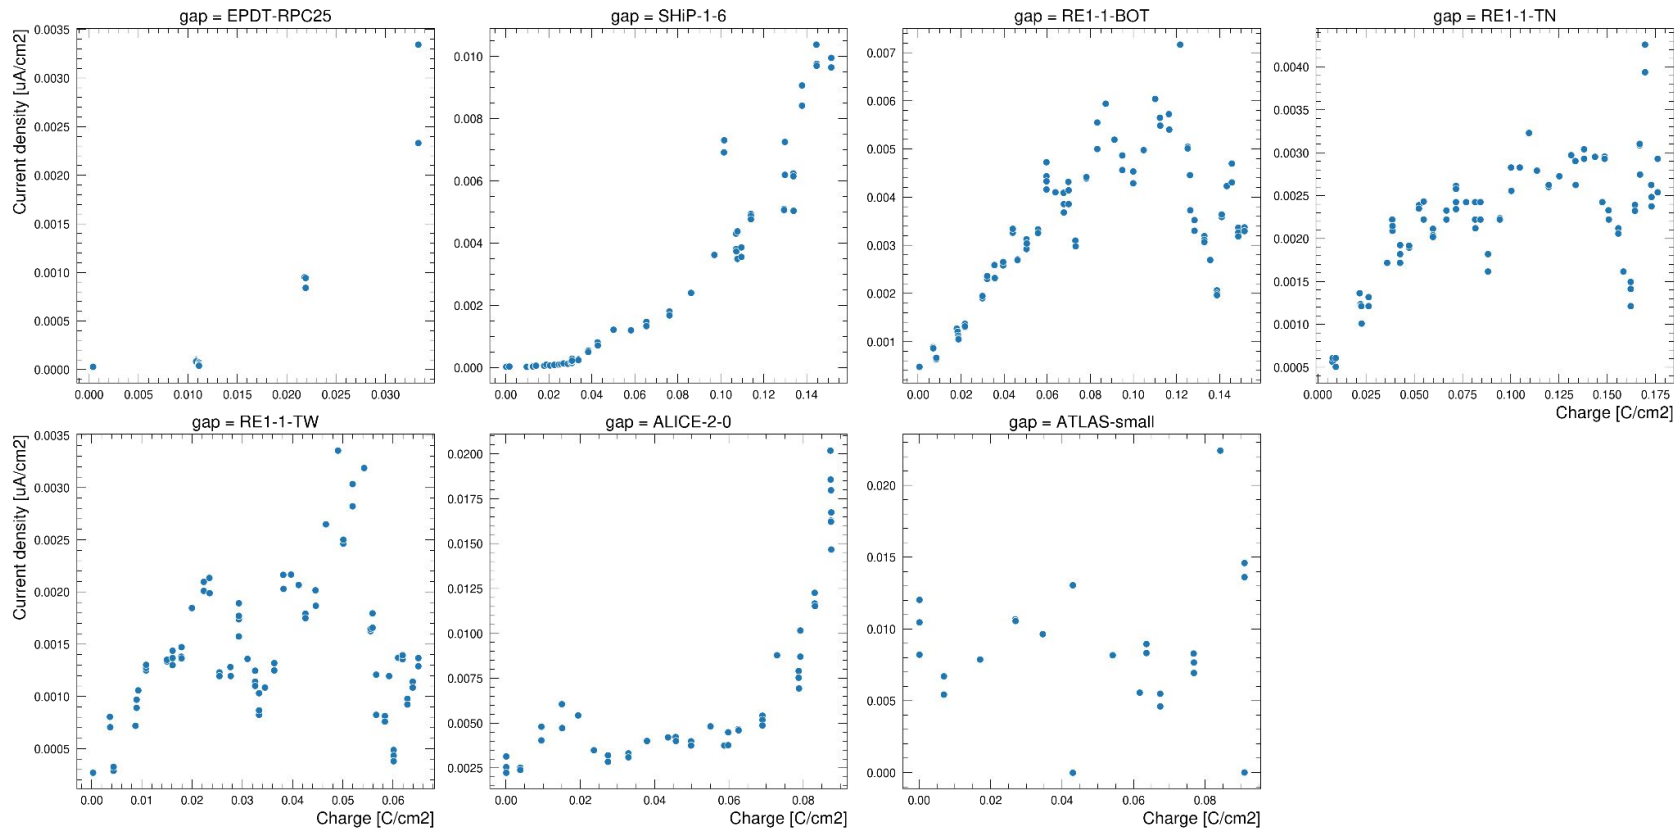 gap = EPDT-RPC25
Current density [uA/cm2]
0.0035
0.0030
0.0025
0.0020
0.0015
0.0010
0.0005
0.0000
0.000 0.005 0.010 0.015 0.020 0.025 0.030
gap = SHiP-1-6
0.010
0.008
0.006
0.004
0.002
0.000
0.00 0.02 0.04 0.06 0.08 0.10 0.12 0.14
gap = RE1-1-BOT
0.007
0.006
0.005
0.004
0.003
0.002
0.001
0.00 0.02 0.04 0.06 0.08 0.10 0.12 0.14
gap = RE1-1-TN
0.0040
0.0035
0.0030
0.0025
0.0020
0.0015
0.0010
0.0005
0.000 0.025 0.050 0.075 0.100 0.125 0.150 0.175
Charge [C/cm2]
gap = RE1-1-TW
Current density [uA/cm2]
0.0035
0.0030
0.0025
0.0020
0.0015
0.0010
0.0005
0.00 0.01 0.02 0.03 0.04 0.05 0.06
Charge [C/cm2]
gap = ALICE-2-0
0.0200
0.0175
0.0150
0.0125
0.0100
0.0075
0.0050
0.0025
0.00 0.02 0.04 0.06 0.08
Charge [C/cm2]
gap = ATLAS-small
0.020
0.015
0.010
0.005
0.000
0.00 0.02 0.04 0.06 0.08
Charge [C/cm2]